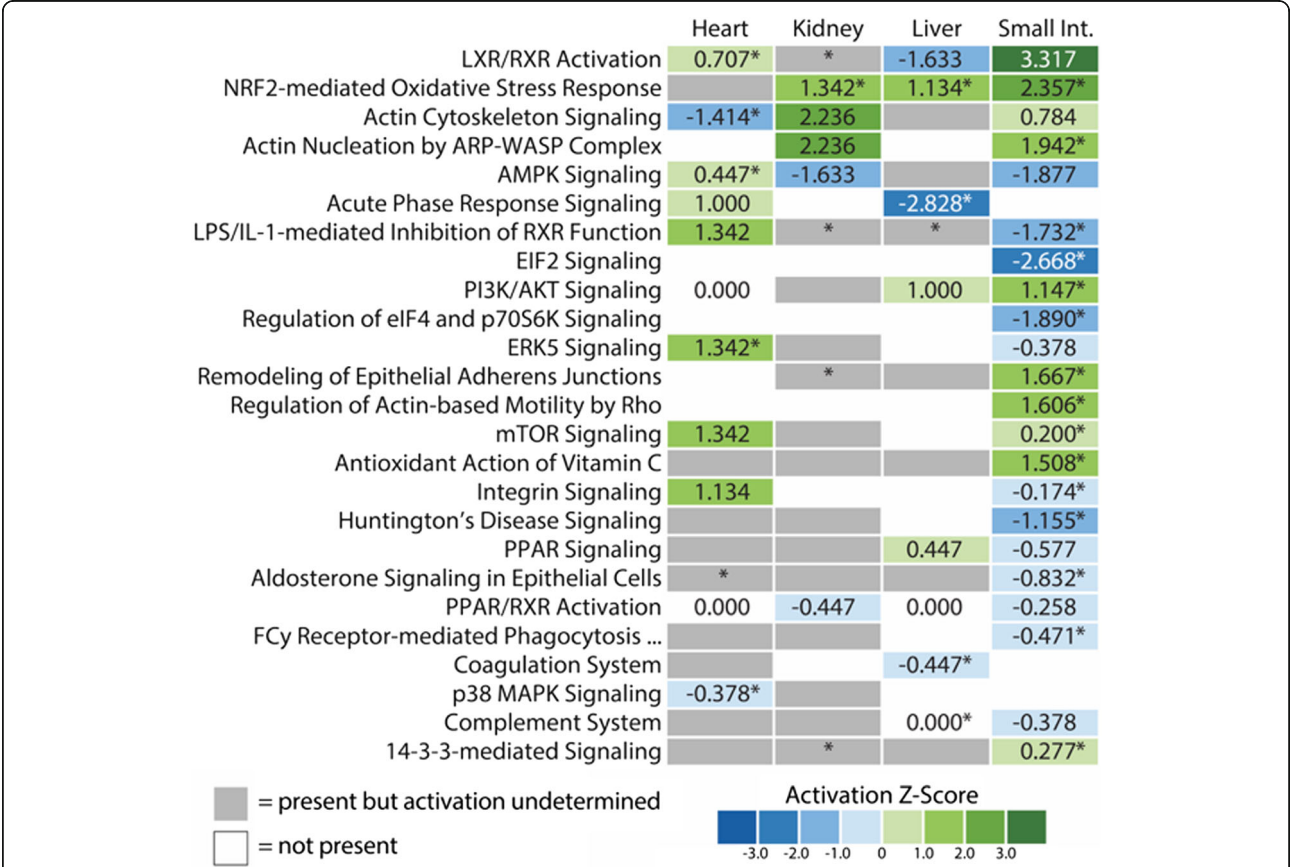 Heart Kidney Liver Small Int.
LXR/RXR Activation 0.707* * -1.633 3.317
NRF2-mediated Oxidative Stress Response 1.342* 1.134* 2.357*
Actin Cytoskeleton Signaling -1.414* 2.236 0.784
Actin Nucleation by ARP-WASP Complex 2.236 1.942*
AMPK Signaling 0.447* -1.633 -1.877
Acute Phase Response Signaling 1.000 -2.828*
LPS/IL-1-mediated Inhibition of RXR Function 1.342 * * -1.732*
EIF2 Signaling -2.668*
PI3K/AKT Signaling 0.000 1.000 1.147*
Regulation of eIF4 and p70S6K Signaling -1.890*
ERK5 Signaling 1.342* -0.378
Remodeling of Epithelial Adherens Junctions * 1.667*
Regulation of Actin-based Motility by Rho 1.606*
mTOR Signaling 1.342 0.200*
Antioxidant Action of Vitamin C 1.508*
Integrin Signaling 1.134 -0.174*
Huntington’s Disease Signaling -1.155*
PPAR Signaling 0.447 -0.577
Aldosterone Signaling in Epithelial Cells * -0.832*
PPAR/RXR Activation 0.000 -0.447 0.000 -0.258
FCy Receptor-mediated Phagocytosis ... -0.471*
Coagulation System -0.447*
p38 MAPK Signaling -0.378*
Complement System 0.000* -0.378
14-3-3-mediated Signaling * 0.277*
= present but activation undetermined
= not present
Activation Z-Score
-3.0 -2.0 -1.0 0 1.0 2.0 3.0